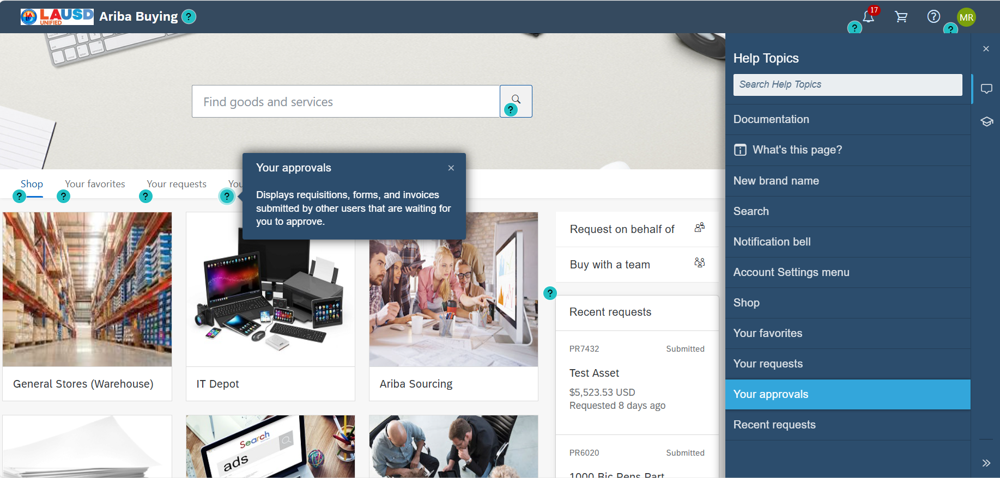 LAUSD
UNIFIED
Ariba Buying ?
17
?
?
MR
?
Find goods and services
?
Shop
Your favorites
Your requests
You
?
?
?
?
Your approvals
Displays requisitions, forms, and invoices
submitted by other users that are waiting for
you to approve.
General Stores (Warehouse)
IT Depot
Ariba Sourcing
Search
ads
Request on behalf of
Buy with a team
?
Recent requests
PR7432
Submitted
Test Asset
$5,523.53 USD
Requested 8 days ago
PR6020
Submitted
1000 Bic Pens Part
Help Topics
Search Help Topics
Documentation
What's this page?
New brand name
Search
Notification bell
Account Settings menu
Shop
Your favorites
Your requests
Your approvals
Recent requests